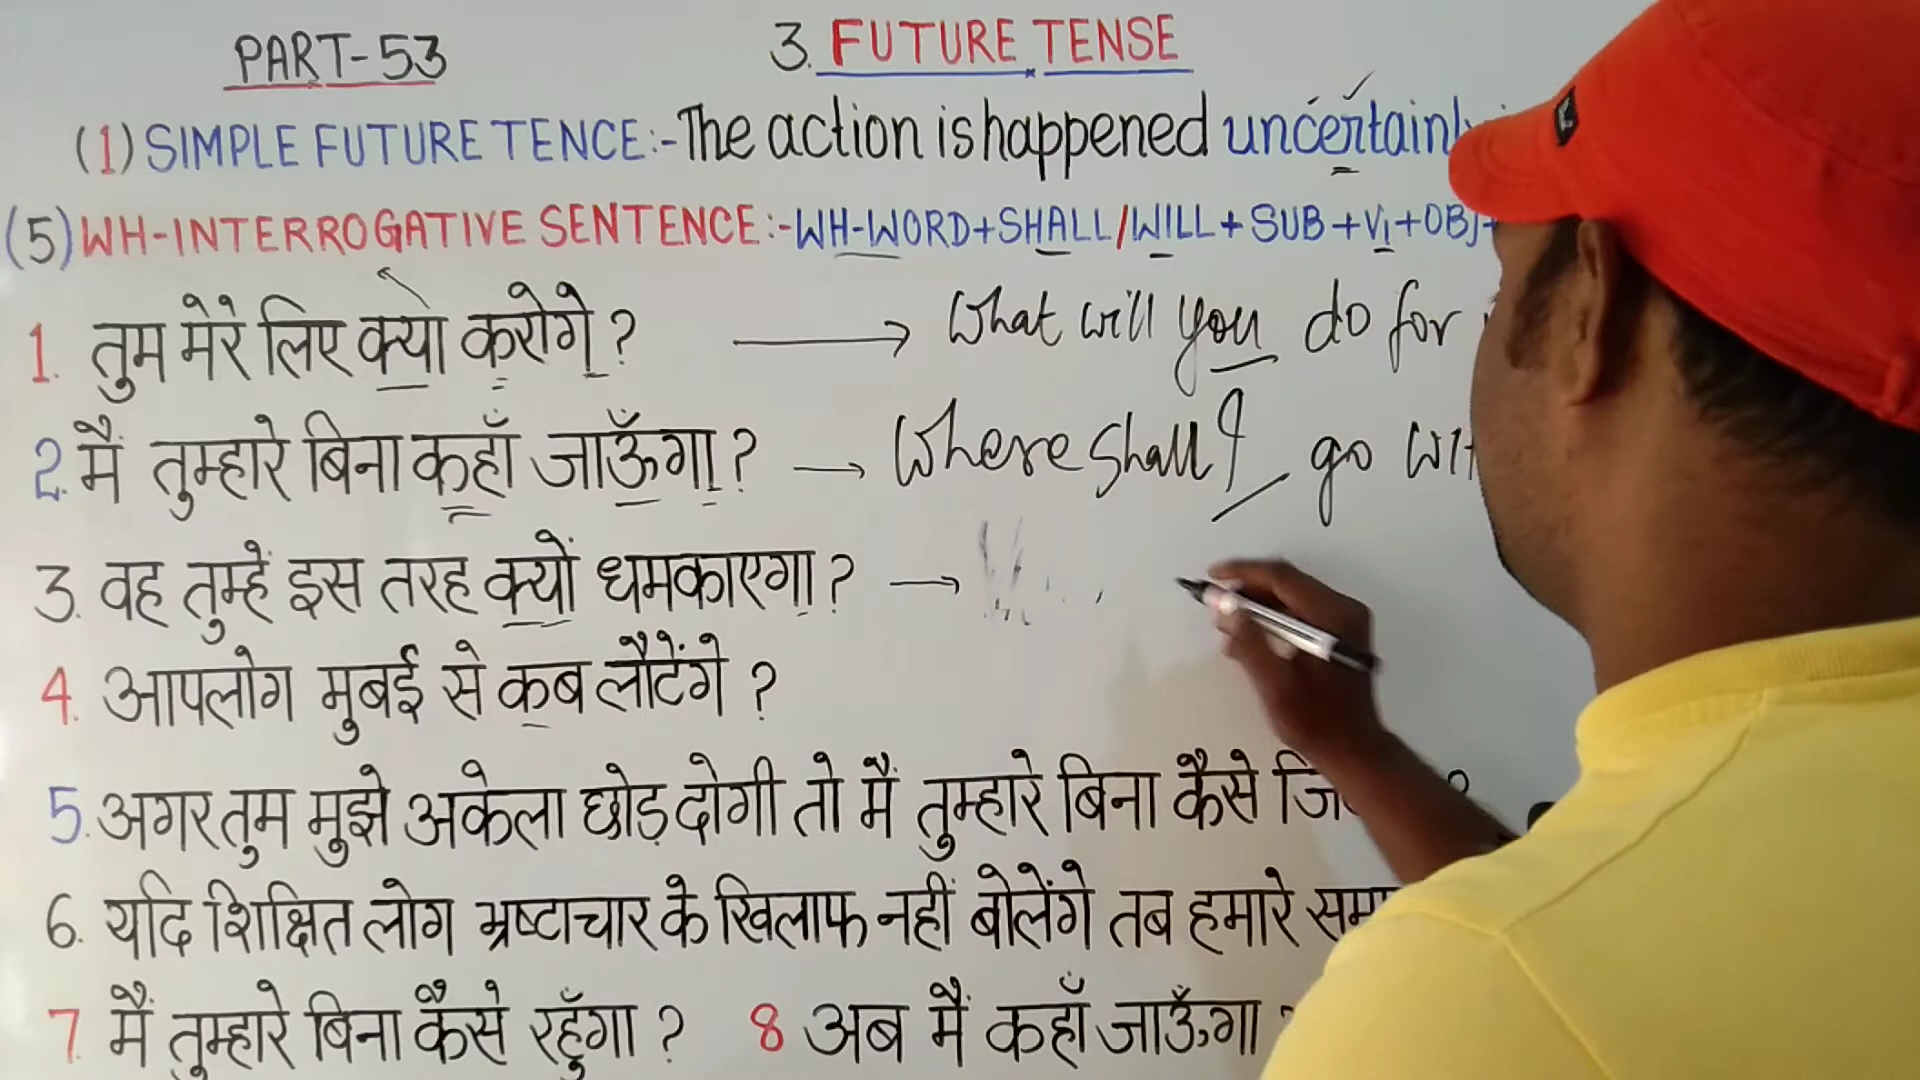 PART-53 3. FUTURE TENSE
(1) SIMPLE FUTURE TENCE:-The action is happened
(5) WH-INTERROGATIVE SENTENCE:-WH-WORD+SHALL/WILL+SUB+V1+OBJ+
1. तुम मेरे लिए क्या करोगे? → What will you do for
2. मैं तुम्हारे बिना कहाँ जाऊँगा? → Where shall I go
3. वह तुम्हें इस तरह क्यों धमकाएगा? →
4. आपलोग मुबई से कब लौटेंगे?
5. अगर तुम मुझे अकेला छोड़ दोगी तो मैं तुम्हारे बिना कैसे
6. यदि शिक्षित लोग भ्रष्टाचार के खिलाफ नहीं बोलेंगे तब हमारे
7. मैं तुम्हारे बिना कैसे रहुँगा? 8 अब मैं कहाँ जाऊँगा